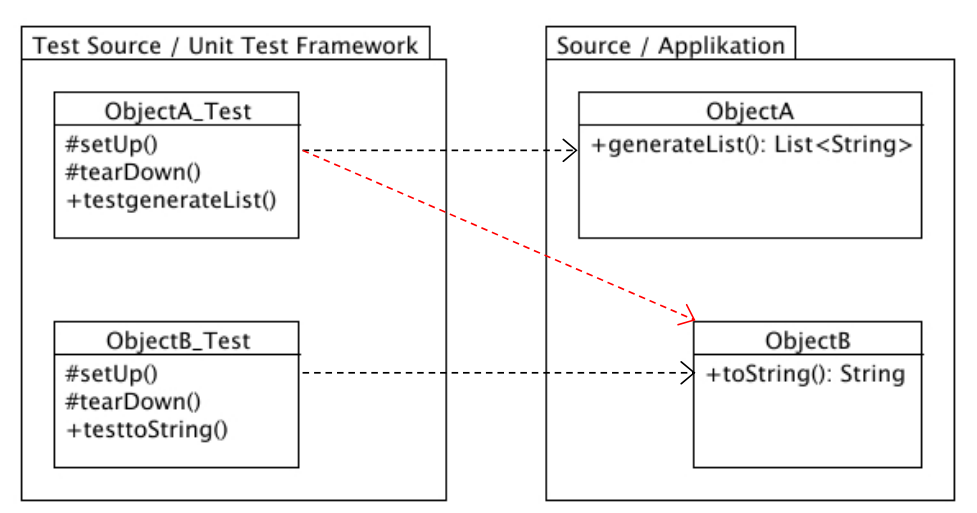 Test Source / Unit Test Framework
ObjectA_Test
#setUp()
#tearDown()
+testgenerateList()
ObjectB_Test
#setUp()
#tearDown()
+testtoString()
Source / Applikation
ObjectA
+generateList(): List<String>
ObjectB
+toString(): String